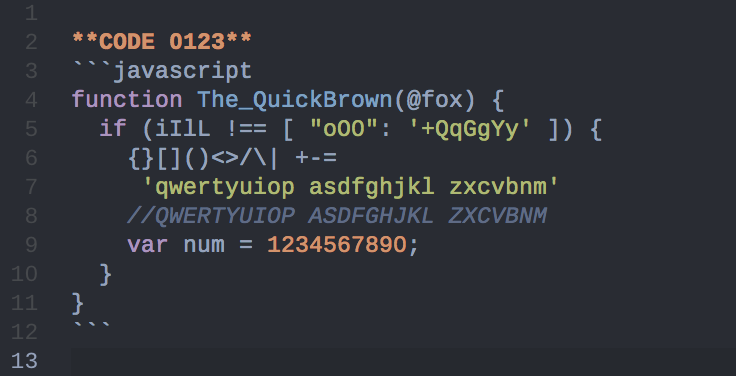 1
2 **CODE 0123**
3 ```javascript
4 function The_QuickBrown(@fox) {
5   if (iIlL !== [ "oO0": '+QqGgYy' ]) {
6     {}[]()<>/\| +-=
7      'qwertyuiop asdfghjkl zxcvbnm'
8     //QWERTYUIOP ASDFGHJKL ZXCVBNM
9     var num = 1234567890;
10   }
11 }
12 ```
13